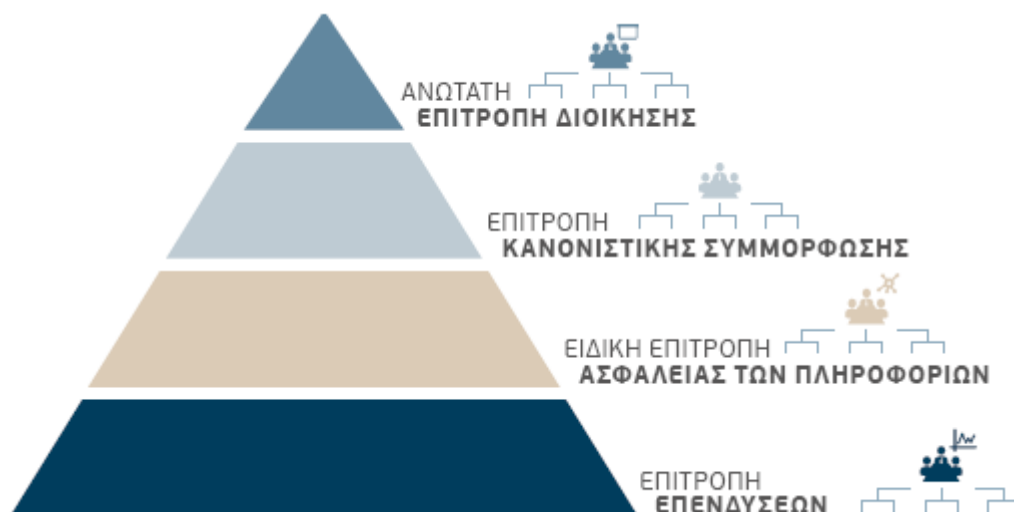 ΑΝΩΤΑΤΗ
ΕΠΙΤΡΟΠΗ ΔΙΟΙΚΗΣΗΣ
ΕΠΙΤΡΟΠΗ
ΚΑΝΟΝΙΣΤΙΚΗΣ ΣΥΜΜΟΡΦΩΣΗΣ
ΕΙΔΙΚΗ ΕΠΙΤΡΟΠΗ
ΑΣΦΑΛΕΙΑΣ ΤΩΝ ΠΛΗΡΟΦΟΡΙΩΝ
ΕΠΙΤΡΟΠΗ
ΕΠΕΝΔΥΣΕΩΝ